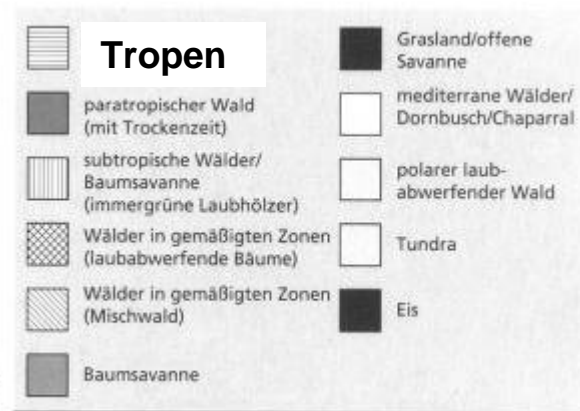 Tropen
paratropischer Wald
(mit Trockenzeit)
subtropische Wälder/
Baumsavanne
(immergrüne Laubhölzer)
Wälder in gemäßigten Zonen
(laubabwerfende Bäume)
Wälder in gemäßigten Zonen
(Mischwald)
Baumsavanne
Grasland/offene
Savanne
mediterrane Wälder/
Dornbusch/Chaparral
polarer laub-
abwerfender Wald
Tundra
Eis